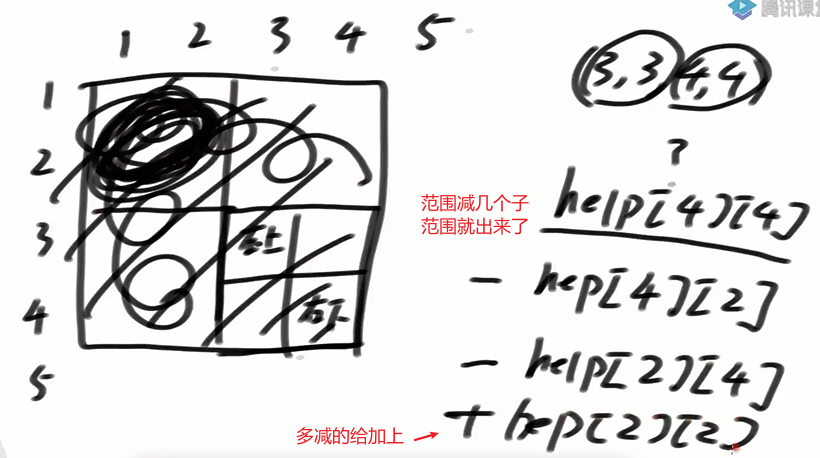 腾讯课堂
1 2 3 4 5
1
2
3
4
5
左上
右下
(3,3)(4,4)
?
范围减几个子
范围就出来了
help[4][4]
- hep[4][2]
- help[2][4]
+ hep[2][2]
多减的给加上